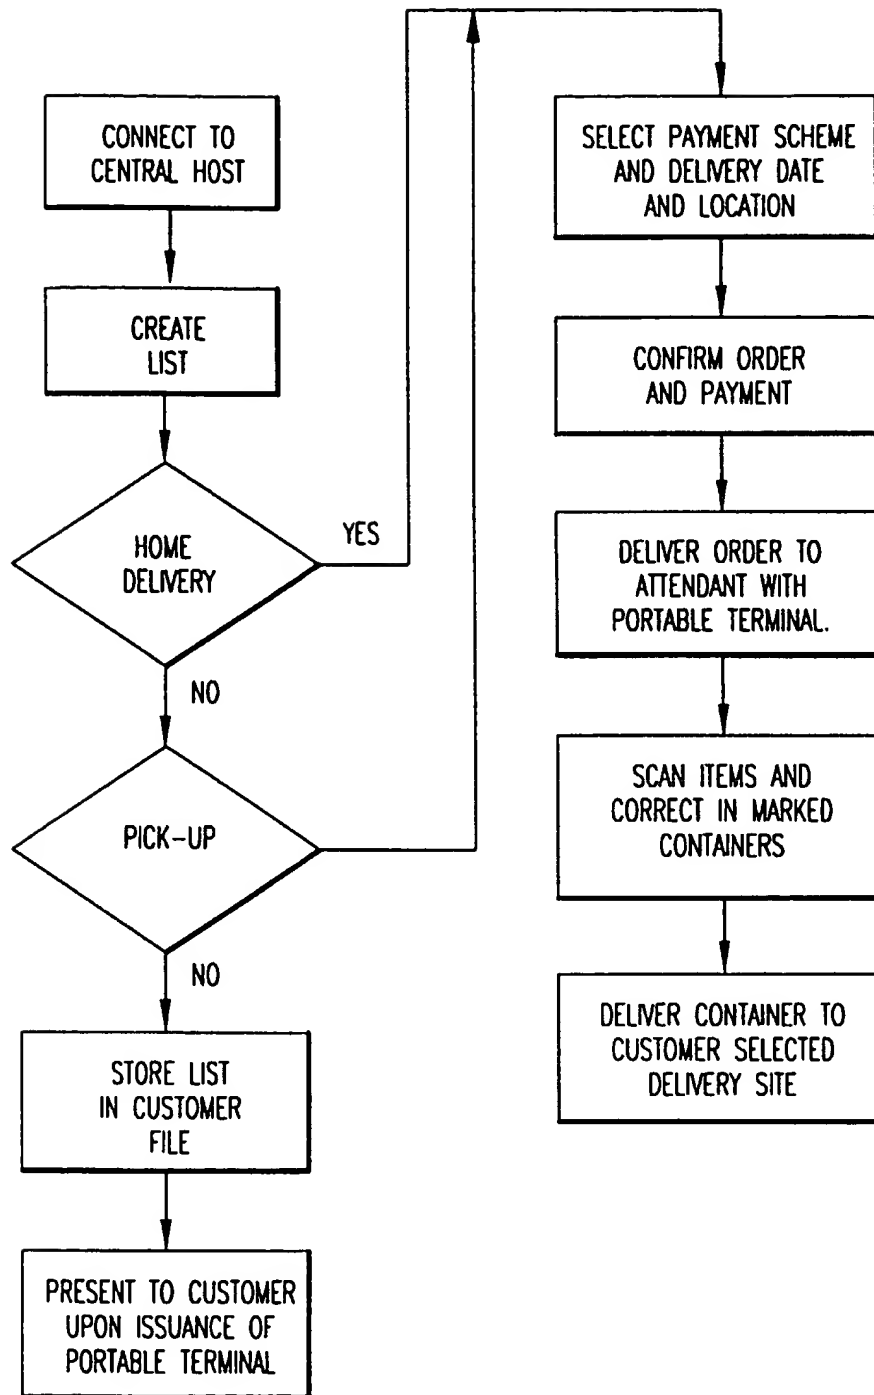 CONNECT TO
CENTRAL HOST
CREATE
LIST
HOME
DELIVERY
YES
NO
PICK-UP
NO
STORE LIST
IN CUSTOMER
FILE
PRESENT TO CUSTOMER
UPON ISSUANCE OF
PORTABLE TERMINAL
SELECT PAYMENT SCHEME
AND DELIVERY DATE
AND LOCATION
CONFIRM ORDER
AND PAYMENT
DELIVER ORDER TO
ATTENDANT WITH
PORTABLE TERMINAL.
SCAN ITEMS AND
CORRECT IN MARKED
CONTAINERS
DELIVER CONTAINER TO
CUSTOMER SELECTED
DELIVERY SITE